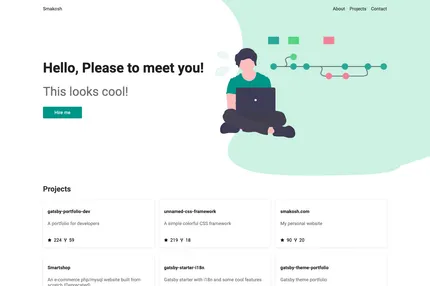 Smakosh
About Projects Contact
Hello, Please to meet you!
This looks cool!
Hire me
Projects
gatsby-portfolio-dev
A portfolio for developers
224 59
unnamed-css-framework
A simple colorful CSS framework
219 18
smakosh.com
My personal website
90 20
Smartshop
An e-commerce php/mysql website built from
scratch (Deprecated)
gatsby-starter-i18n
Gatsby starter with i18n and some cool features
gatsby-theme-portfolio
Gatsby theme portfolio